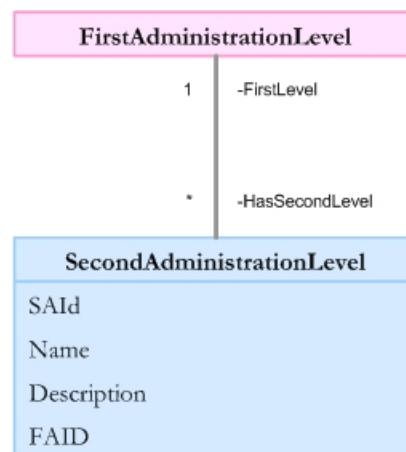 FirstAdministrationLevel
1 -FirstLevel
* -HasSecondLevel
SecondAdministrationLevel
SAId
Name
Description
FAID